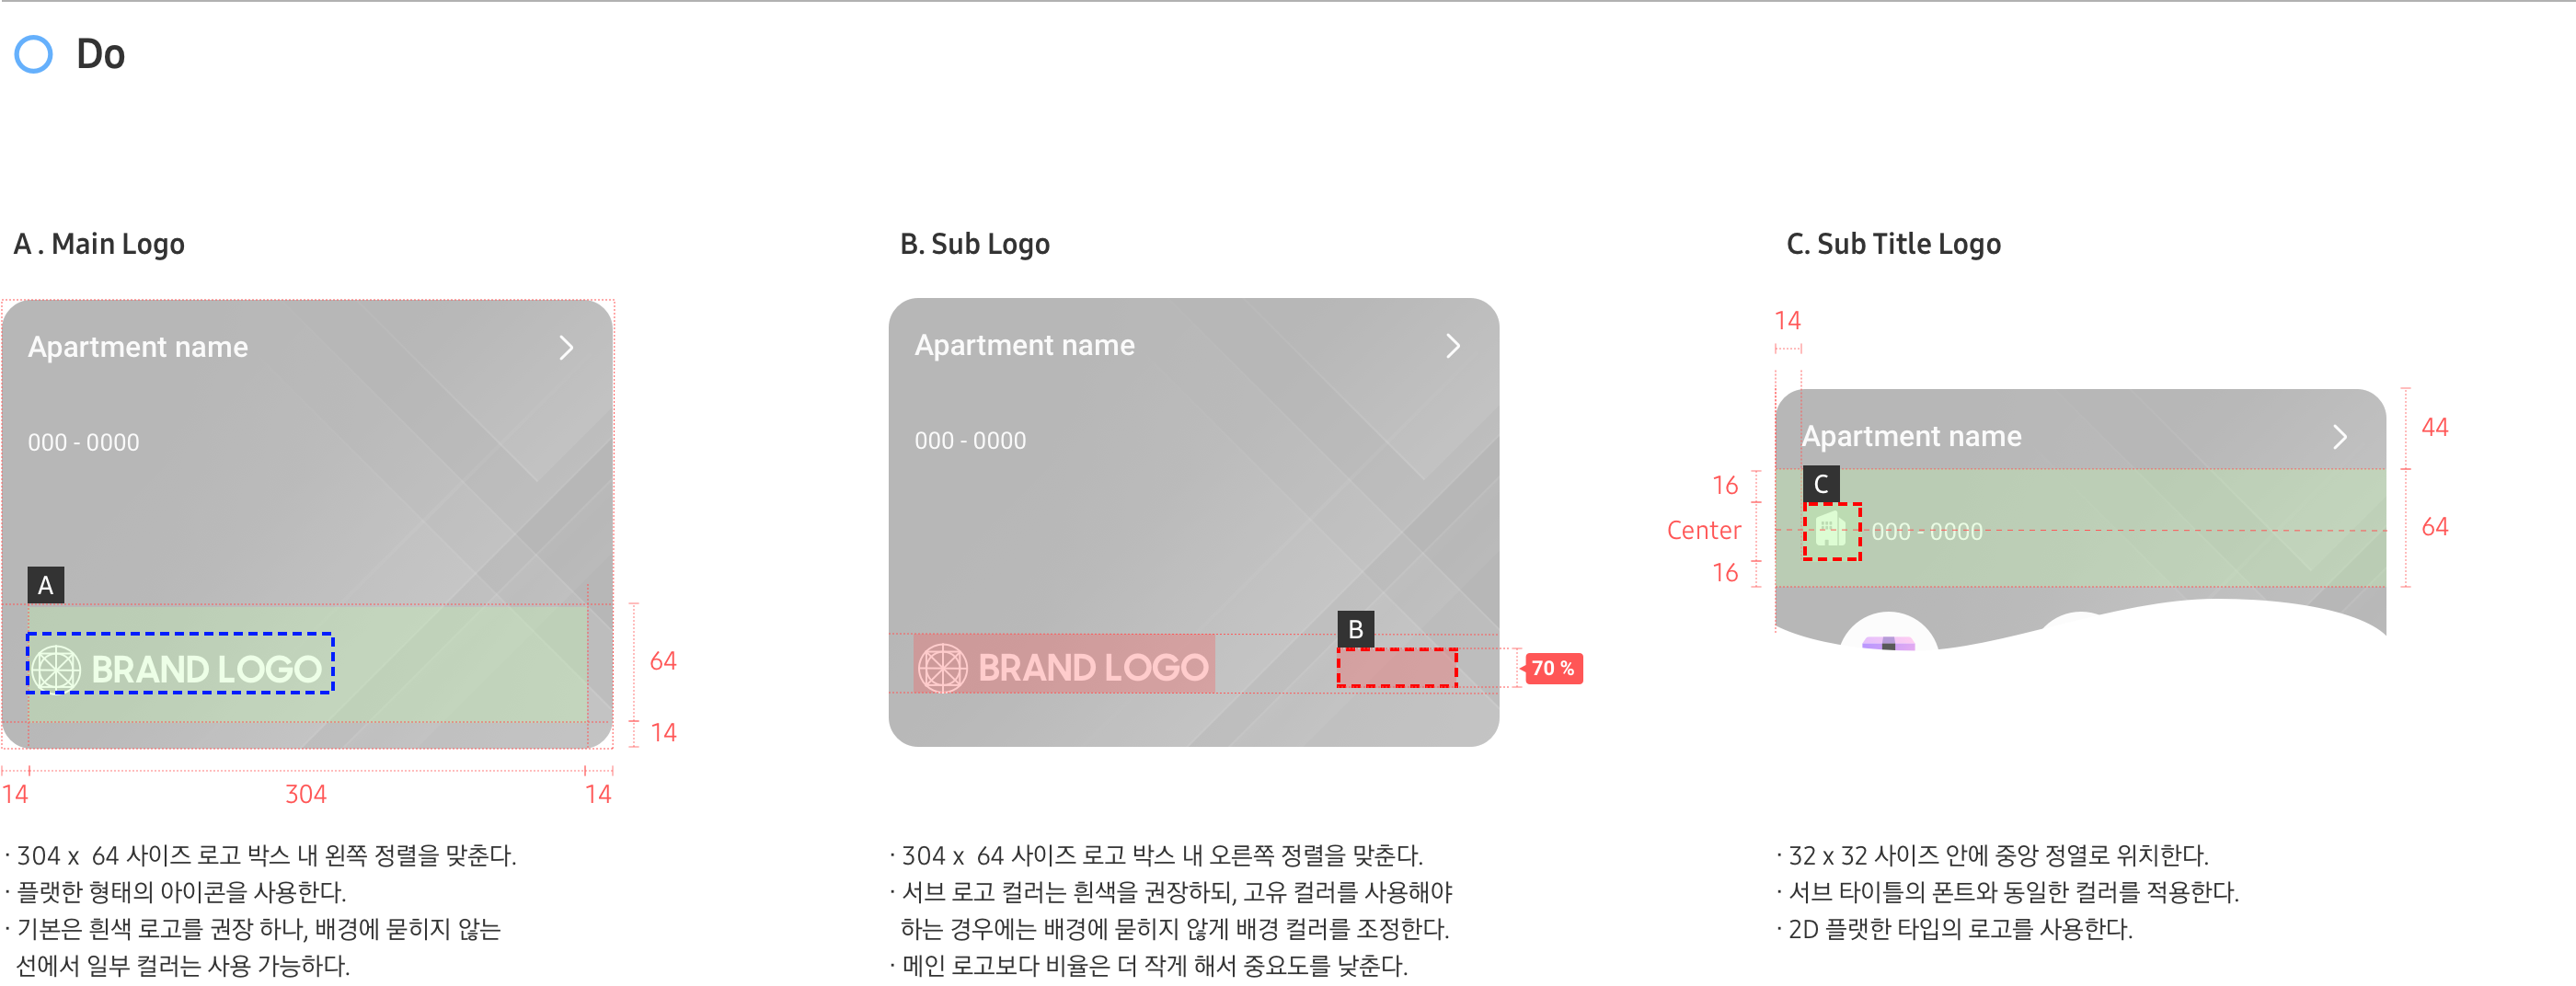 Do
A . Main Logo
Apartment name
000 - 0000
A
BRAND LOGO
64
14
14
304
14
· 304 x  64 사이즈 로고 박스 내 왼쪽 정렬을 맞춘다.
· 플랫한 형태의 아이콘을 사용한다.
· 기본은 흰색 로고를 권장 하나, 배경에 묻히지 않는
선에서 일부 컬러는 사용 가능하다.
B. Sub Logo
Apartment name
000 - 0000
B
BRAND LOGO
70 %
· 304 x  64 사이즈 로고 박스 내 오른쪽 정렬을 맞춘다.
· 서브 로고 컬러는 흰색을 권장하되, 고유 컬러를 사용해야
하는 경우에는 배경에 묻히지 않게 배경 컬러를 조정한다.
· 메인 로고보다 비율은 더 작게 해서 중요도를 낮춘다.
C. Sub Title Logo
14
Apartment name
44
16
C
Center
000 - 0000
64
16
· 32 x 32 사이즈 안에 중앙 정열로 위치한다.
· 서브 타이틀의 폰트와 동일한 컬러를 적용한다.
· 2D 플랫한 타입의 로고를 사용한다.